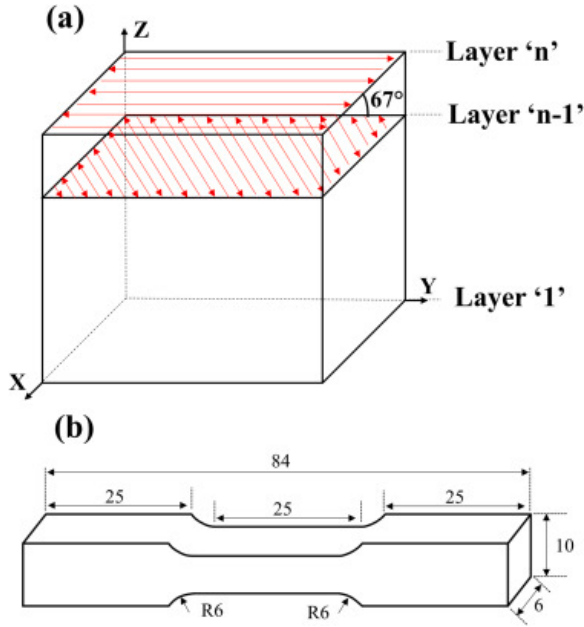 (a)
Z
Layer ‘n’
67°
Layer ‘n-1’
Y
Layer ‘1’
X
(b)
84
25
25
25
10
R6
R6
6